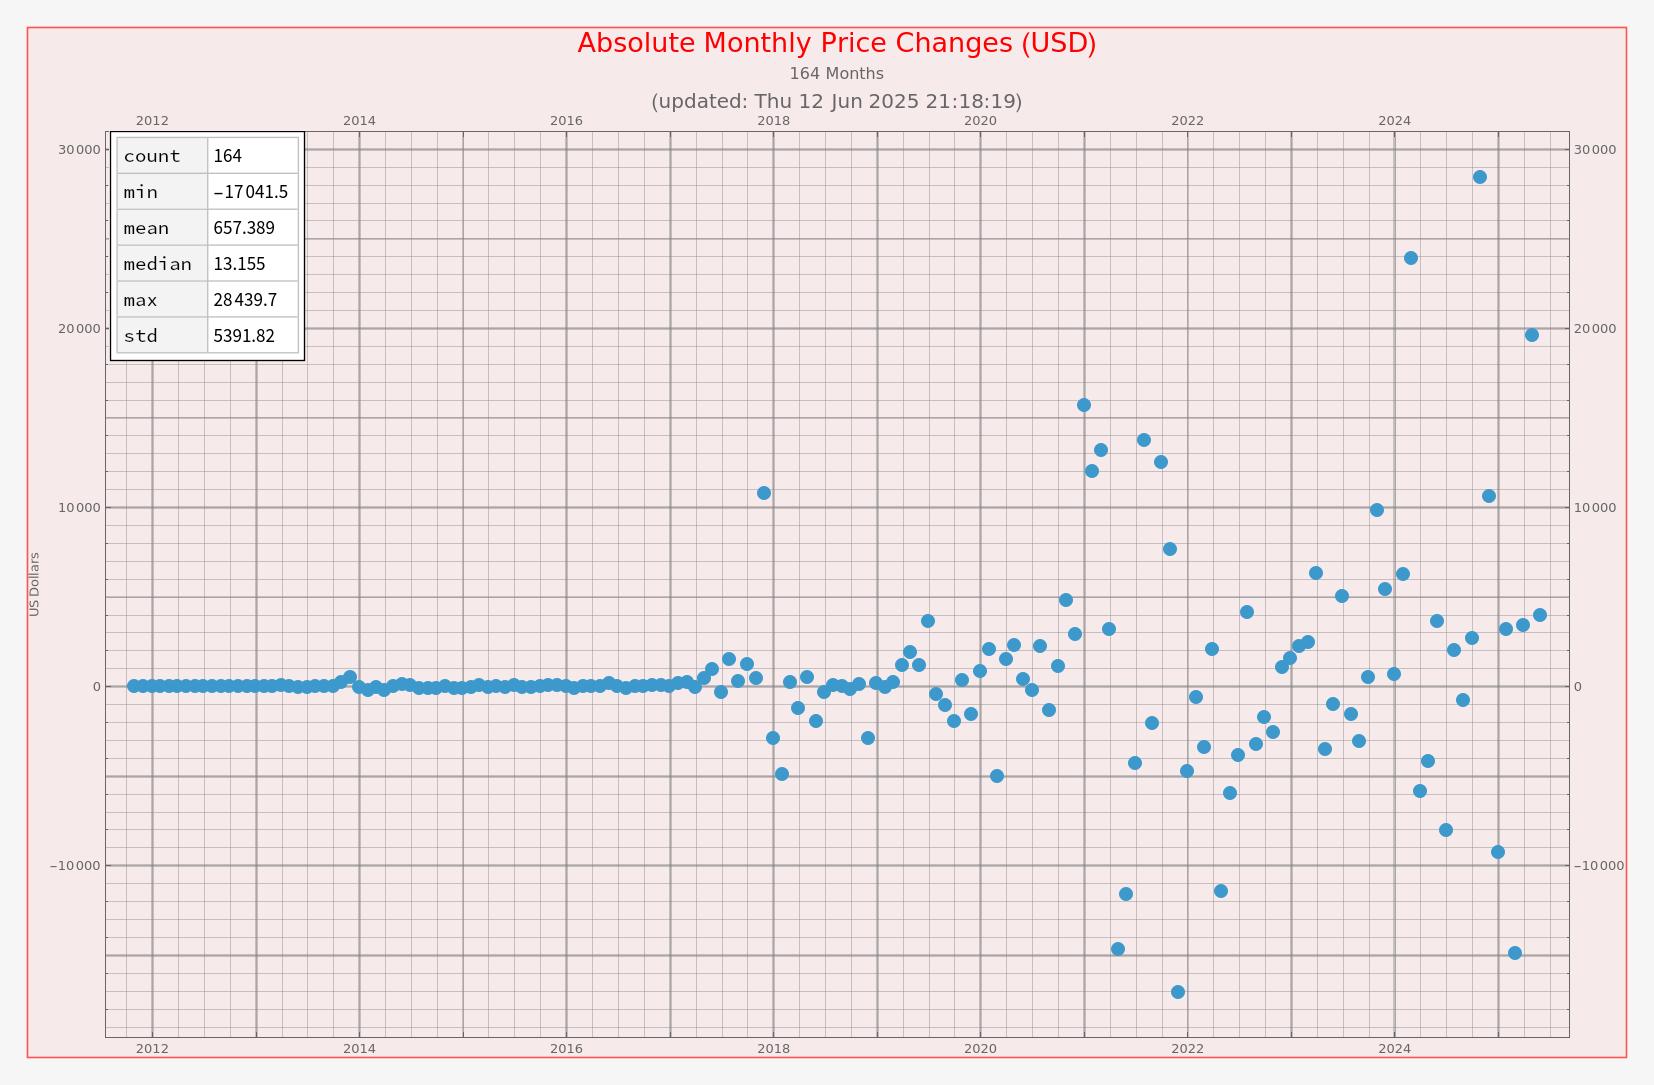 Absolute Monthly Price Changes (USD)
164 Months
(updated: Thu 12 Jun 2025 21:18:19)
2012 2014 2016 2018 2020 2022 2024
count 164
min −17041.5
mean 657.389
median 13.155
max 28439.7
std 5391.82
30000 30000
20000 20000
10000 10000
US Dollars
0 0
−10000 −10000
2012 2014 2016 2018 2020 2022 2024